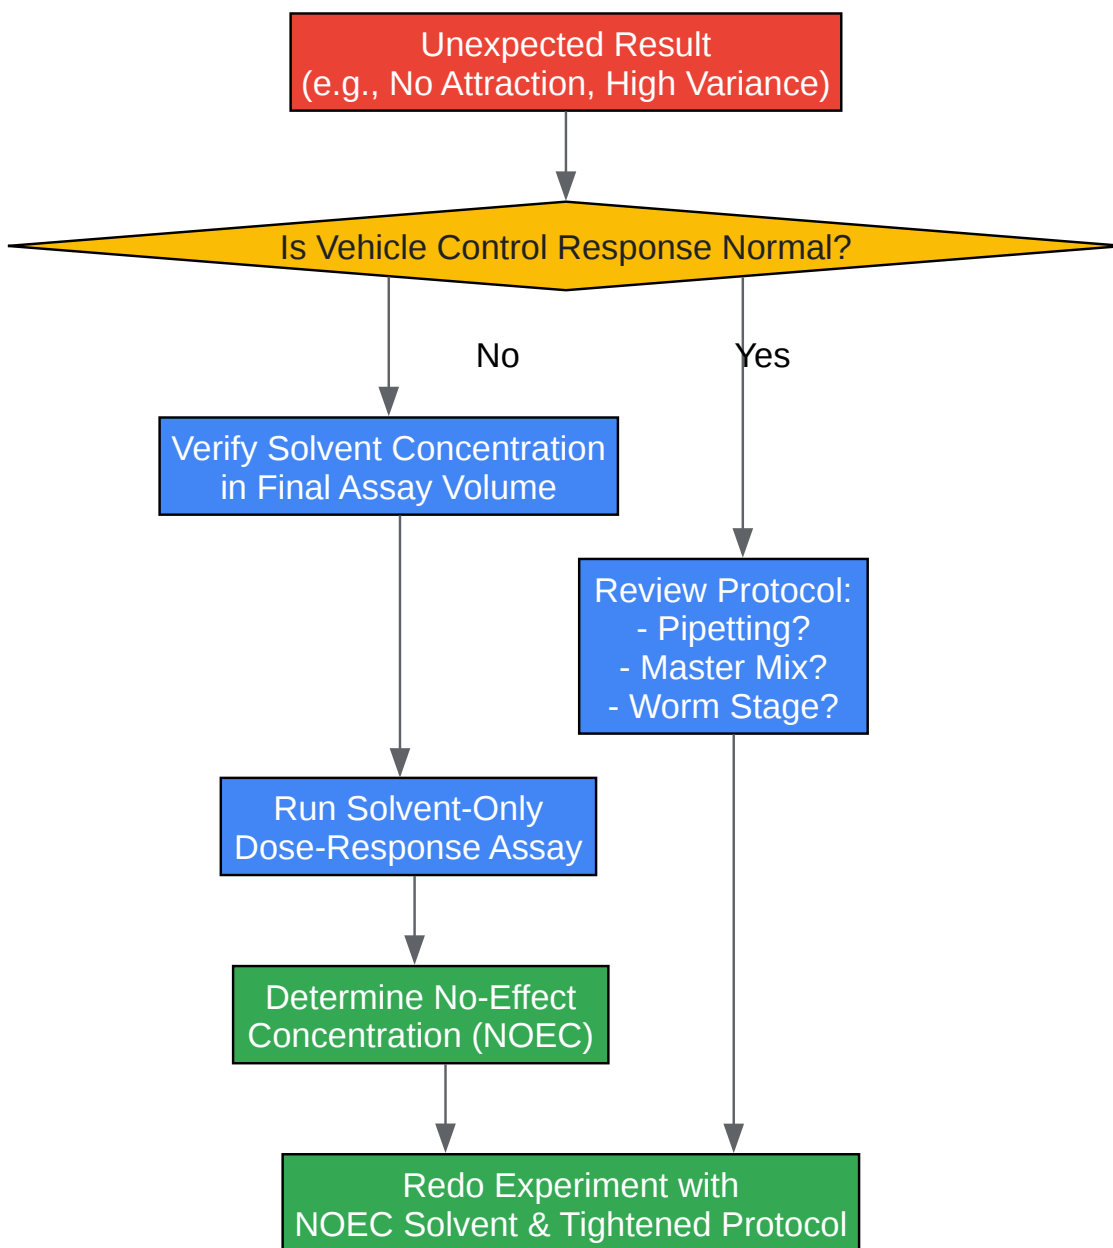 Unexpected Result
(e.g., No Attraction, High Variance)
Is Vehicle Control Response Normal?
No
Yes
Verify Solvent Concentration
in Final Assay Volume
Review Protocol:
- Pipetting?
- Master Mix?
- Worm Stage?
Run Solvent-Only
Dose-Response Assay
Determine No-Effect
Concentration (NOEC)
Redo Experiment with
NOEC Solvent & Tightened Protocol